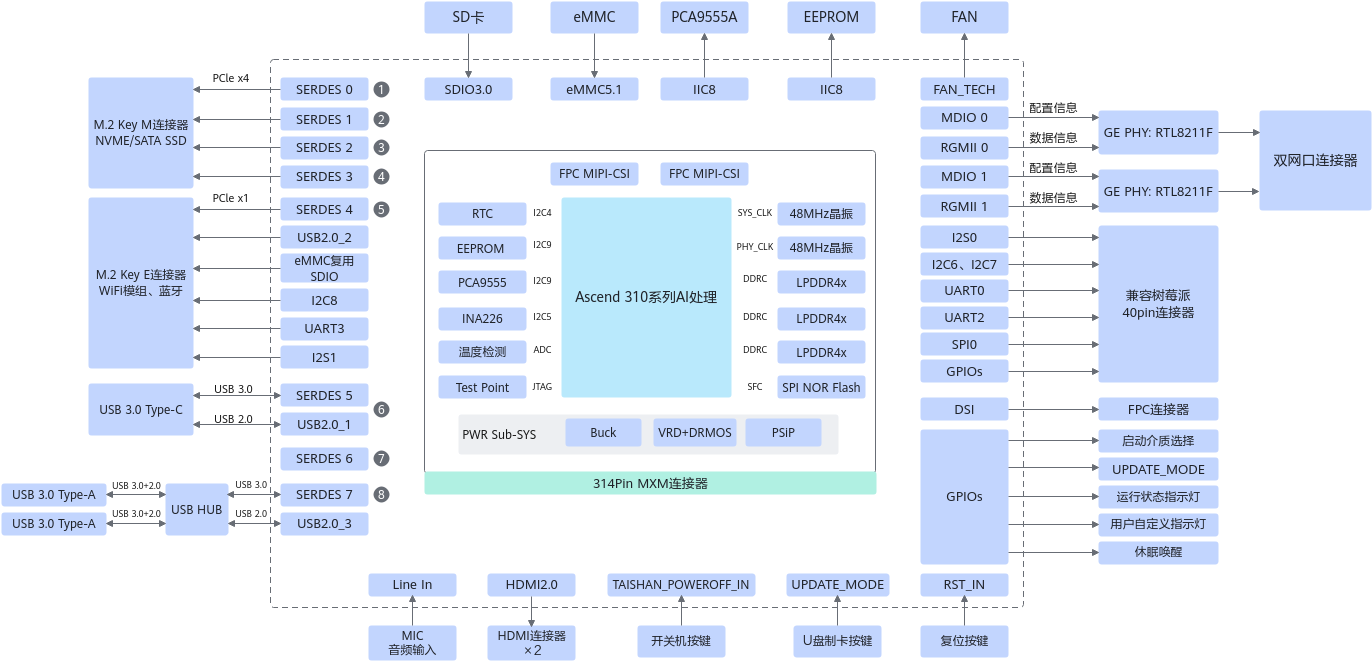 SD卡
eMMC
PCA9555A
EEPROM
FAN
SDIO3.0
eMMC5.1
IIC8
IIC8
FAN_TECH
PCle x4
M.2 Key M连接器
NVME/SATA SSD
SERDES 0
1
SERDES 1
2
SERDES 2
3
SERDES 3
4
PCle x1
M.2 Key E连接器
WiFi模组、蓝牙
SERDES 4
5
USB2.0_2
eMMC复用
SDIO
I2C8
UART3
I2S1
USB 3.0 Type-C
USB 3.0
SERDES 5
USB 2.0
USB2.0_1
6
SERDES 6
7
USB 3.0 Type-A
USB 3.0+2.0
USB 3.0 Type-A
USB 3.0+2.0
USB HUB
USB 3.0
SERDES 7
8
USB 2.0
USB2.0_3
FPC MIPI-CSI
FPC MIPI-CSI
RTC
I2C4
EEPROM
I2C9
PCA9555
I2C9
INA226
I2C5
温度检测
ADC
Test Point
JTAG
Ascend 310系列AI处理
SYS_CLK
48MHz晶振
PHY_CLK
48MHz晶振
DDRC
LPDDR4x
DDRC
LPDDR4x
DDRC
LPDDR4x
SFC
SPI NOR Flash
PWR Sub-SYS
Buck
VRD+DRMOS
PSiP
314Pin MXM连接器
MDIO 0
配置信息
RGMII 0
数据信息
GE PHY: RTL8211F
MDIO 1
配置信息
RGMII 1
数据信息
GE PHY: RTL8211F
双网口连接器
I2S0
I2C6、I2C7
UART0
UART2
SPI0
GPIOs
兼容树莓派
40pin连接器
DSI
FPC连接器
GPIOs
启动介质选择
UPDATE_MODE
运行状态指示灯
用户自定义指示灯
休眠唤醒
Line In
HDMI2.0
TAISHAN_POWEROFF_IN
UPDATE_MODE
RST_IN
MIC
音频输入
HDMI连接器
×2
开关机按键
U盘制卡按键
复位按键